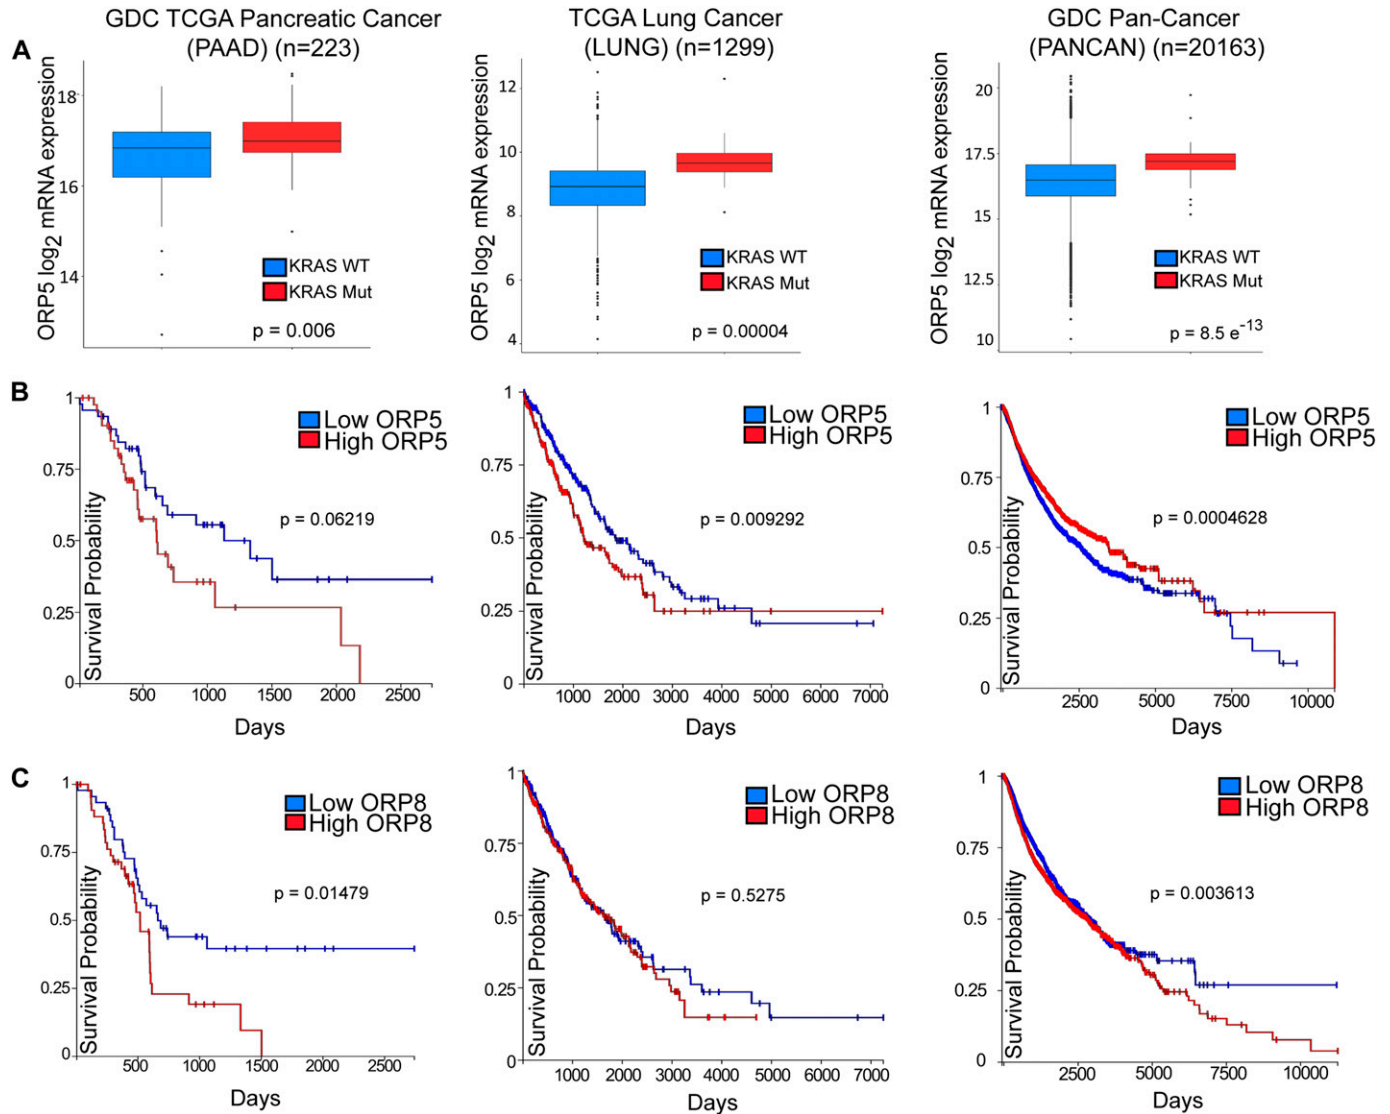 GDC TCGA Pancreatic Cancer
(PAAD) (n=223)
TCGA Lung Cancer
(LUNG) (n=1299)
GDC Pan-Cancer
(PANCAN) (n=20163)
A
ORP5 log2 mRNA expression
18
16
14
KRAS WT
KRAS Mut
p = 0.006
ORP5 log2 mRNA expression
12
10
8
6
4
KRAS WT
KRAS Mut
p = 0.00004
ORP5 log2 mRNA expression
20
17.5
15
12.5
10
KRAS WT
KRAS Mut
p = 8.5 e−13
B
Survival Probability
1
0.75
0.5
0.25
0
Low ORP5
High ORP5
p = 0.06219
500 1000 1500 2000 2500
Days
Survival Probability
1
0.75
0.5
0.25
0
Low ORP5
High ORP5
p = 0.009292
1000 2000 3000 4000 5000 6000 7000
Days
Survival Probability
1
0.75
0.5
0.25
0
Low ORP5
High ORP5
p = 0.0004628
2500 5000 7500 10000
Days
C
Survival Probability
1
0.75
0.5
0.25
0
Low ORP8
High ORP8
p = 0.01479
500 1000 1500 2000 2500
Days
Survival Probability
1
0.75
0.5
0.25
0
Low ORP8
High ORP8
p = 0.5275
1000 2000 3000 4000 5000 6000 7000
Days
Survival Probability
1
0.75
0.5
0.25
0
Low ORP8
High ORP8
p = 0.003613
2500 5000 7500 10000
Days